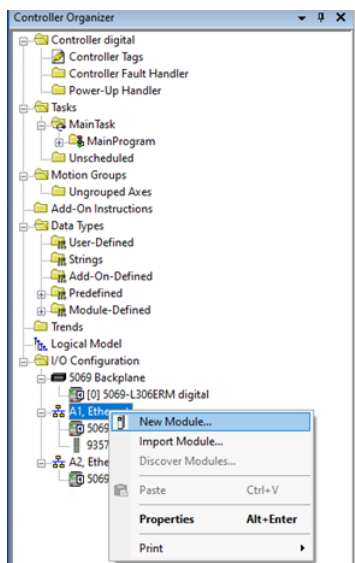 Controller Organizer
Controller digital
Controller Tags
Controller Fault Handler
Power-Up Handler
Tasks
MainTask
MainProgram
Unscheduled
Motion Groups
Ungrouped Axes
Add-On Instructions
Data Types
User-Defined
Strings
Add-On-Defined
Predefined
Module-Defined
Trends
Logical Model
I/O Configuration
5069 Backplane
[0] 5069-L306ERM digital
A1, Ethernet
5069
9357
A2, Ethe
5069
New Module...
Import Module...
Discover Modules...
Paste Ctrl+V
Properties Alt+Enter
Print